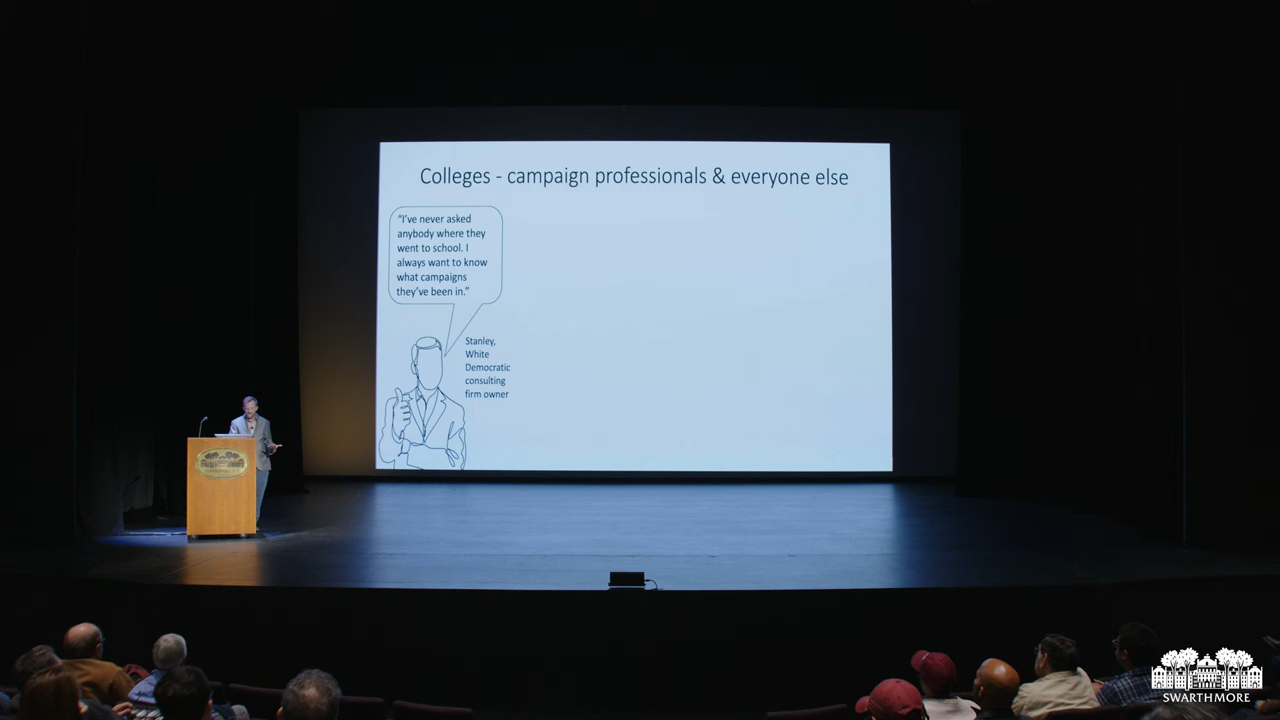 Colleges - campaign professionals & everyone else
"I've never asked
anybody where they
went to school. I
always want to know
what campaigns
they've been in."
Stanley,
White
Democratic
consulting
firm owner
SWARTHMORE